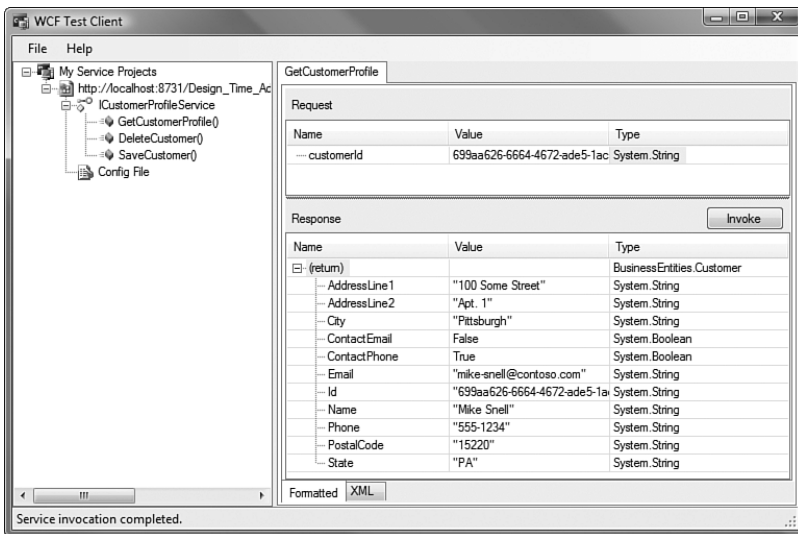 WCF Test Client
File Help
My Service Projects
http://localhost:8731/Design_Time_Ac
ICustomerProfileService
GetCustomerProfile()
DeleteCustomer()
SaveCustomer()
Config File
GetCustomerProfile
Request
Name Value Type
customerId 699aa626-6664-4672-ade5-1ac System.String
Response Invoke
Name Value Type
(return) BusinessEntities.Customer
AddressLine1 "100 Some Street" System.String
AddressLine2 "Apt. 1" System.String
City "Pittsburgh" System.String
ContactEmail False System.Boolean
ContactPhone True System.Boolean
Email "mike-snell@contoso.com" System.String
Id "699aa626-6664-4672-ade5-1a System.String
Name "Mike Snell" System.String
Phone "555-1234" System.String
PostalCode "15220" System.String
State "PA" System.String
Formatted XML
Service invocation completed.